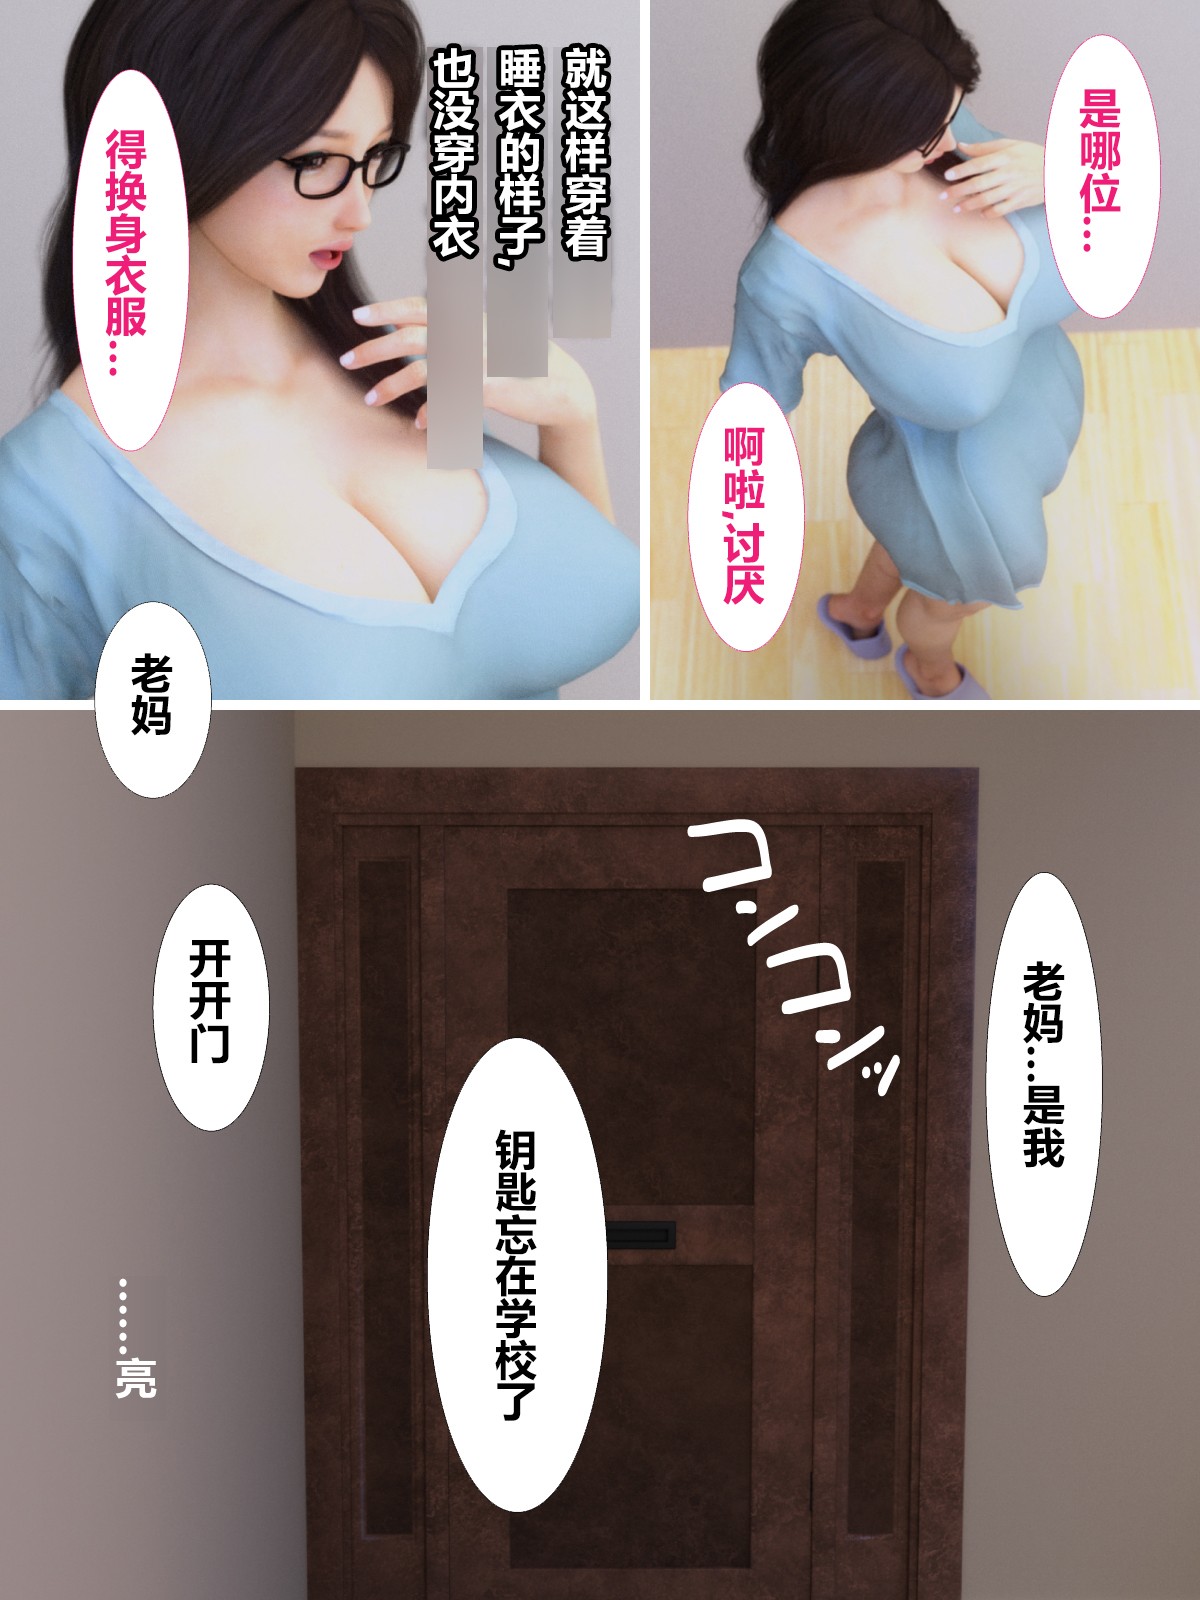 是哪位…
啊啦,讨厌
就这样穿着
睡衣的样子,
也没穿内衣
得换身衣服…
老妈
コンコンッ
老妈…是我
钥匙忘在学校了
开开门
……亮